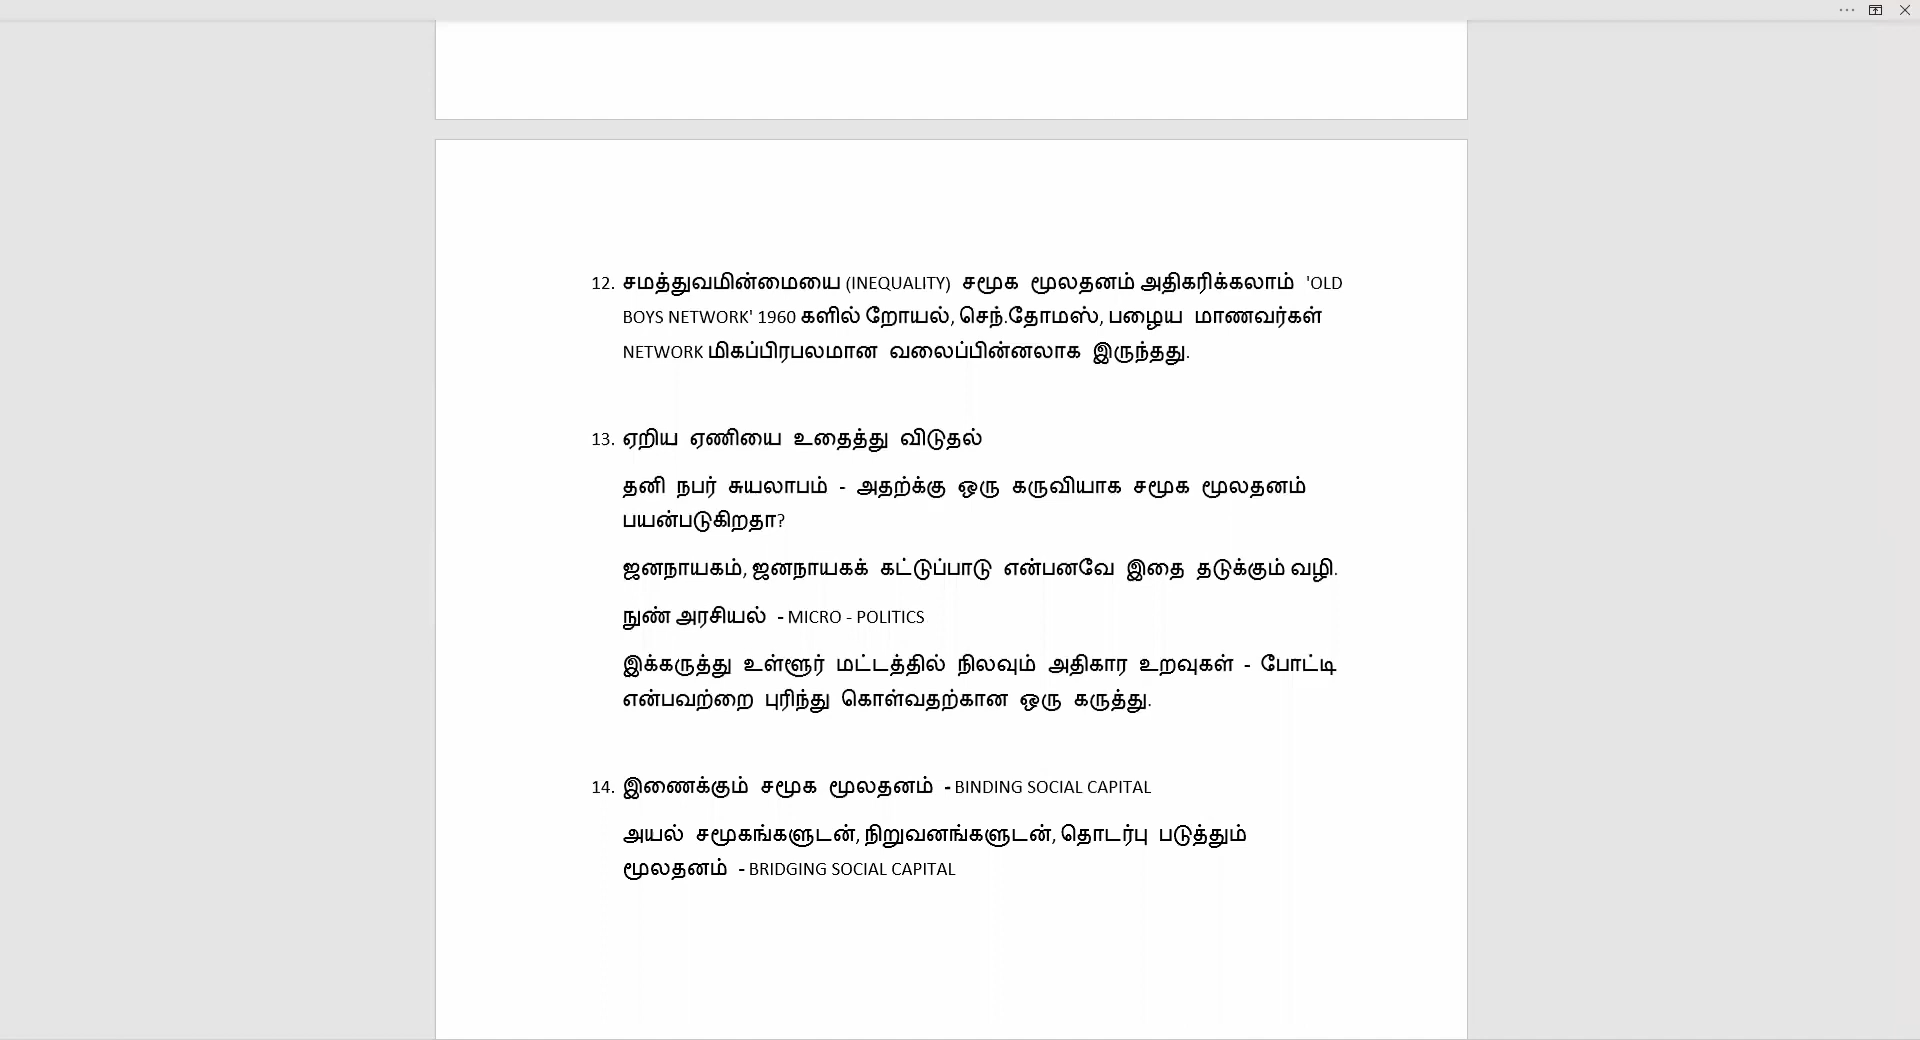 12. சமத்துவமின்மையை (INEQUALITY) சமூக மூலதனம் அதிகரிக்கலாம் 'OLD
BOYS NETWORK' 1960 களில் றோயல், செந்.தோமஸ், பழைய மாணவர்கள்
NETWORK மிகப்பிரபலமான வலைப்பின்னலாக இருந்தது.
13. ஏறிய ஏணியை உதைத்து விடுதல்
தனி நபர் சுயலாபம் - அதற்க்கு ஒரு கருவியாக சமூக மூலதனம்
பயன்படுகிறதா?
ஜனநாயகம், ஜனநாயகக் கட்டுப்பாடு என்பனவே இதை தடுக்கும் வழி.
நுண் அரசியல் - MICRO - POLITICS
இக்கருத்து உள்ளூர் மட்டத்தில் நிலவும் அதிகார உறவுகள் - போட்டி
என்பவற்றை புரிந்து கொள்வதற்கான ஒரு கருத்து.
14. இணைக்கும் சமூக மூலதனம் - BINDING SOCIAL CAPITAL
அயல் சமூகங்களுடன், நிறுவனங்களுடன், தொடர்பு படுத்தும்
மூலதனம் - BRIDGING SOCIAL CAPITAL